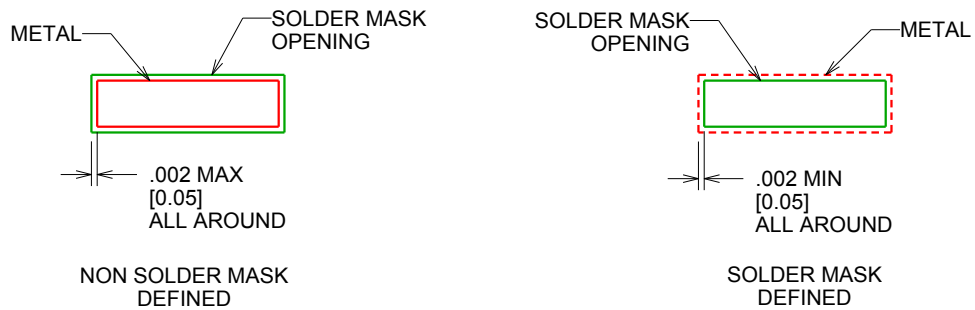 METAL
SOLDER MASK
OPENING
.002 MAX
[0.05]
ALL AROUND
NON SOLDER MASK
DEFINED
SOLDER MASK
OPENING
METAL
.002 MIN
[0.05]
ALL AROUND
SOLDER MASK
DEFINED